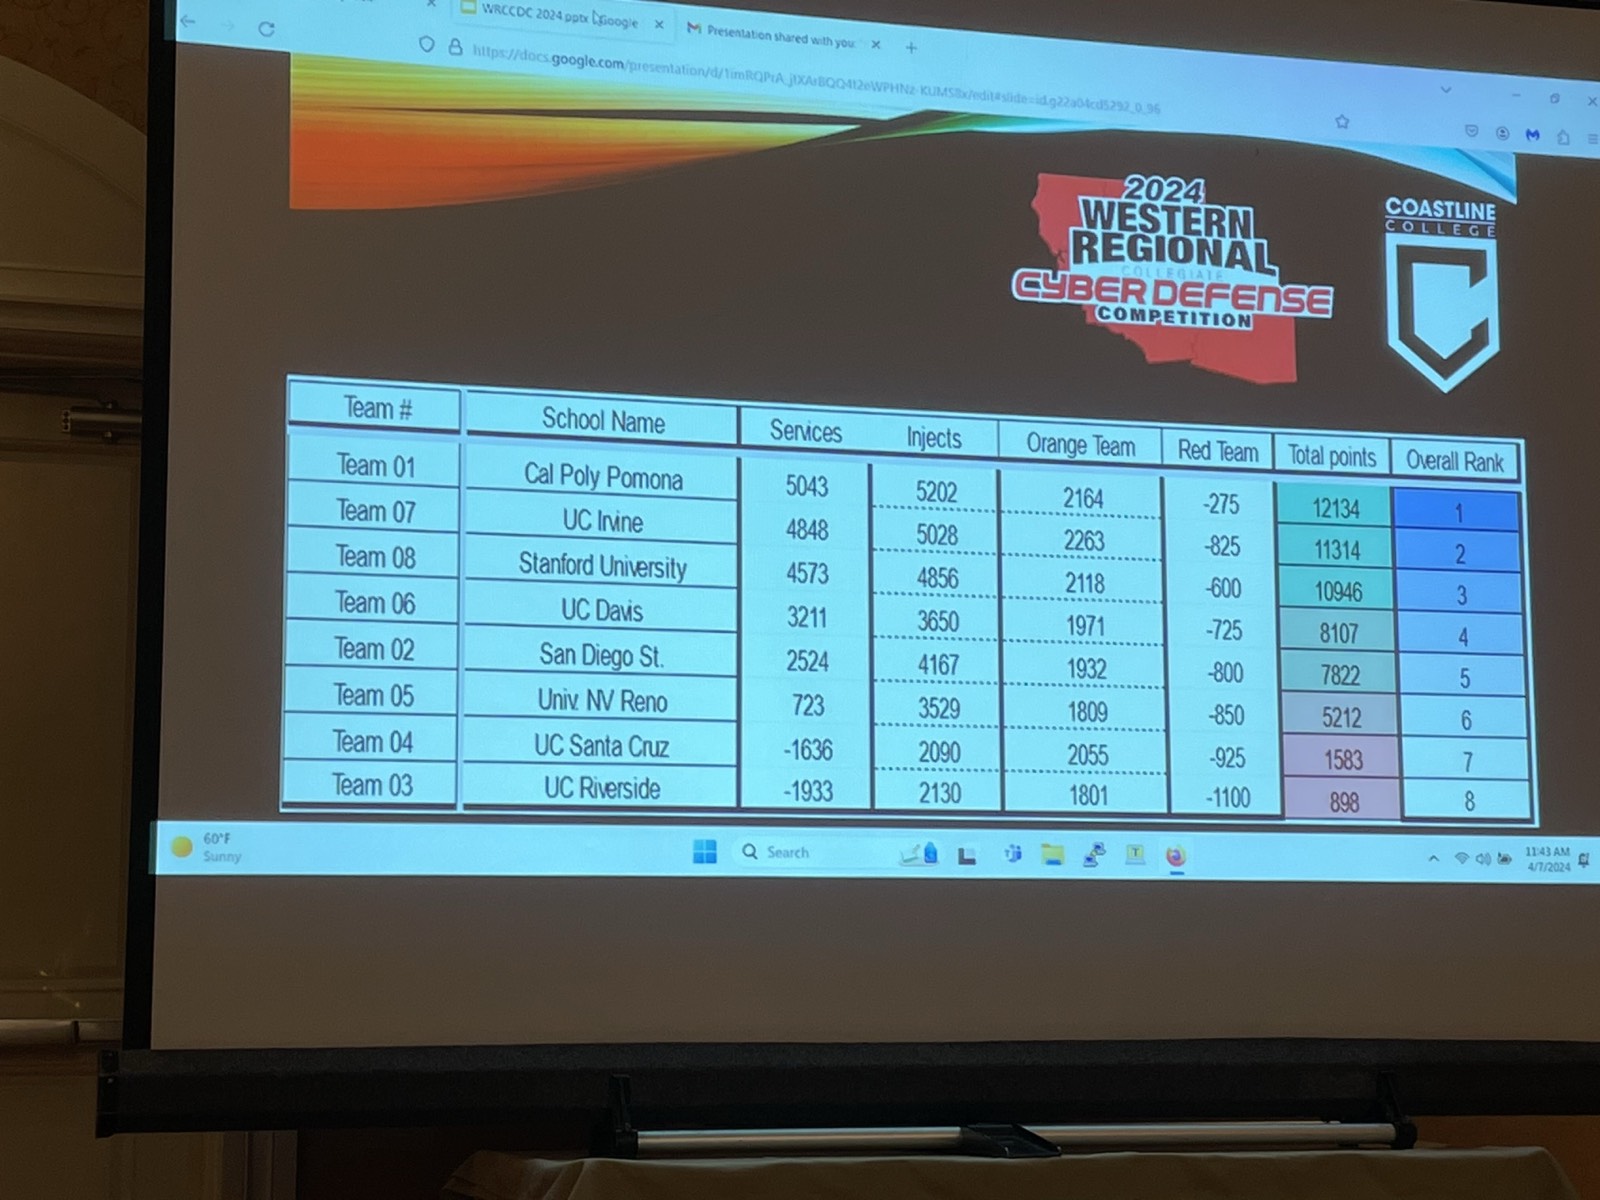 WRCCDC 2024 pptx - Google
Presentation shared with you
2024
WESTERN
REGIONAL
COLLEGIATE
CYBER DEFENSE
COMPETITION
COASTLINE
COLLEGE
Team # School Name Services Injects Orange Team Red Team Total points Overall Rank
Team 01 Cal Poly Pomona 5043 5202 2164 -275 12134 1
Team 07 UC Irvine 4848 5028 2263 -825 11314 2
Team 08 Stanford University 4573 4856 2118 -600 10946 3
Team 06 UC Davis 3211 3650 1971 -725 8107 4
Team 02 San Diego St. 2524 4167 1932 -800 7822 5
Team 05 Univ. NV Reno 723 3529 1809 -850 5212 6
Team 04 UC Santa Cruz -1636 2090 2055 -925 1583 7
Team 03 UC Riverside -1933 2130 1801 -1100 898 8
60°F
Sunny
Search
11:43 AM
4/7/2024